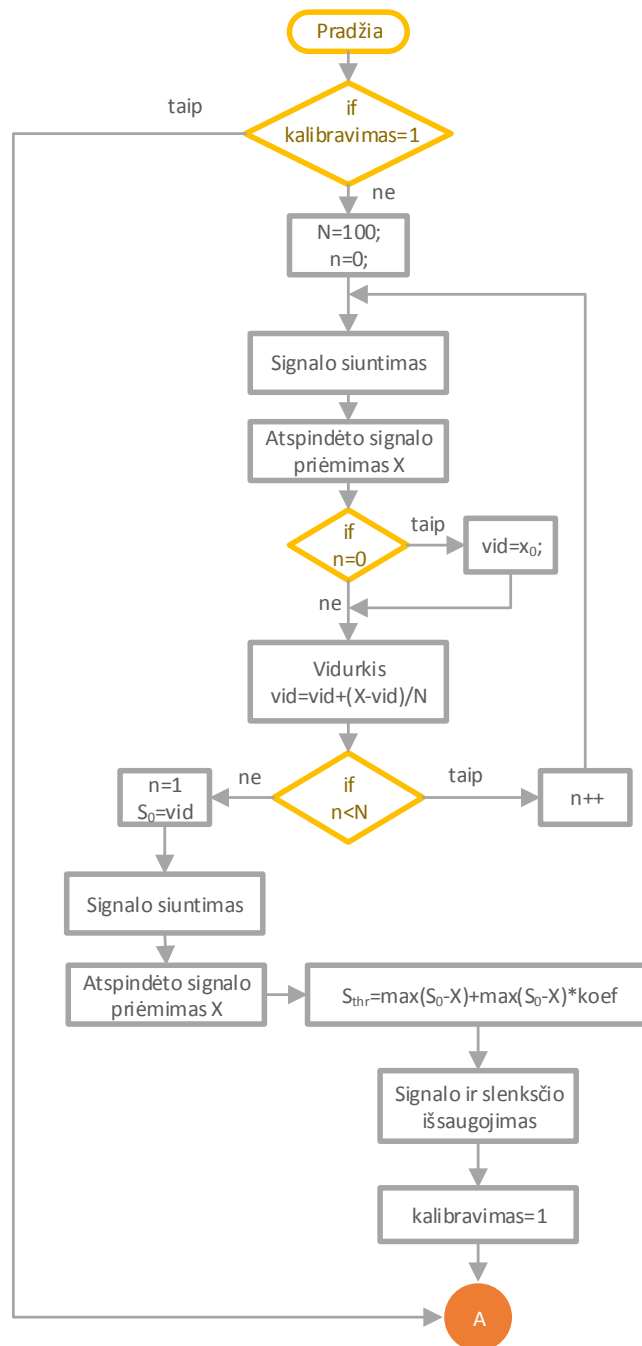 Pradžia
taip
if
kalibravimas=1
ne
N=100;
n=0;
Signalo siuntimas
Atspindėto signalo
priėmimas X
if
n=0
taip
vid=x₀;
ne
Vidurkis
vid=vid+(X-vid)/N
if
n<N
taip
n++
ne
n=1
S₀=vid
Signalo siuntimas
Atspindėto signalo
priėmimas X
Sₜₕᵣ=max(S₀-X)+max(S₀-X)*koef
Signalo ir slenksčio
išsaugojimas
kalibravimas=1
A